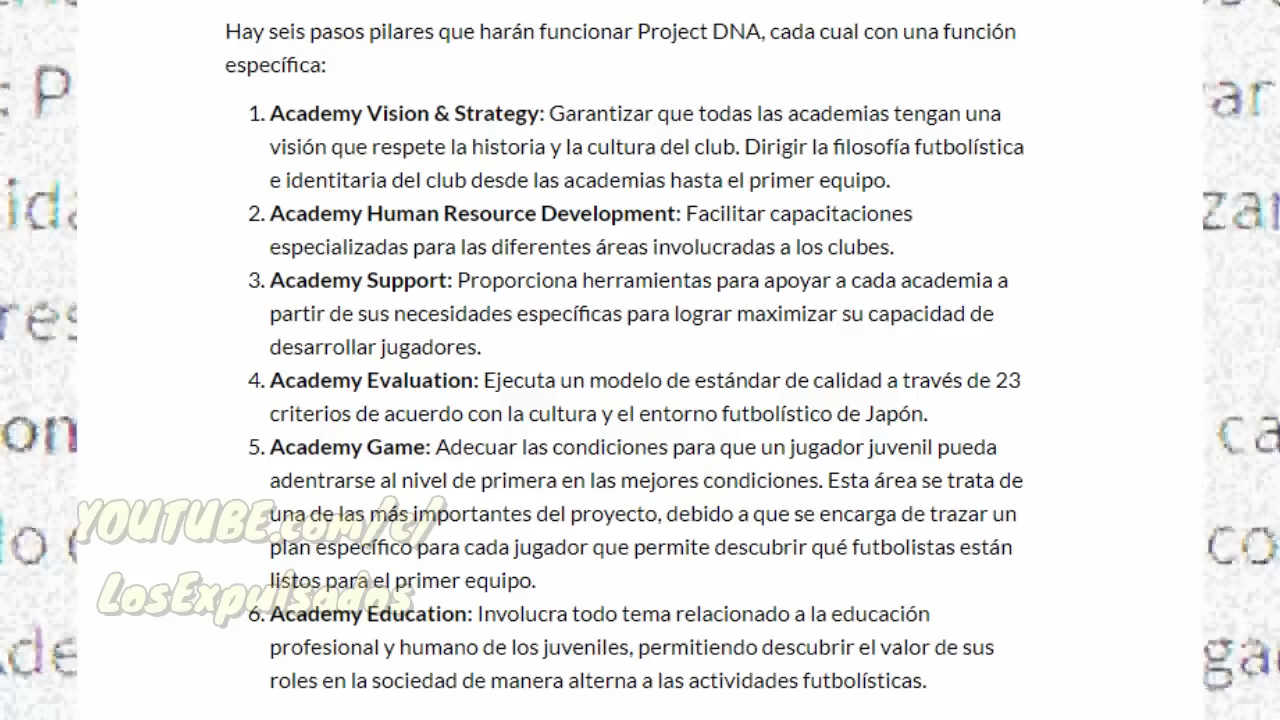 Hay seis pasos pilares que harán funcionar Project DNA, cada cual con una función
específica:
1. Academy Vision & Strategy: Garantizar que todas las academias tengan una
visión que respete la historia y la cultura del club. Dirigir la filosofía futbolística
e identitaria del club desde las academias hasta el primer equipo.
2. Academy Human Resource Development: Facilitar capacitaciones
especializadas para las diferentes áreas involucradas a los clubes.
3. Academy Support: Proporciona herramientas para apoyar a cada academia a
partir de sus necesidades específicas para lograr maximizar su capacidad de
desarrollar jugadores.
4. Academy Evaluation: Ejecuta un modelo de estándar de calidad a través de 23
criterios de acuerdo con la cultura y el entorno futbolístico de Japón.
5. Academy Game: Adecuar las condiciones para que un jugador juvenil pueda
adentrarse al nivel de primera en las mejores condiciones. Esta área se trata de
una de las más importantes del proyecto, debido a que se encarga de trazar un
plan específico para cada jugador que permite descubrir qué futbolistas están
listos para el primer equipo.
6. Academy Education: Involucra todo tema relacionado a la educación
profesional y humano de los juveniles, permitiendo descubrir el valor de sus
roles en la sociedad de manera alterna a las actividades futbolísticas.
YOUTUBE.com/c/
LosExpulsados